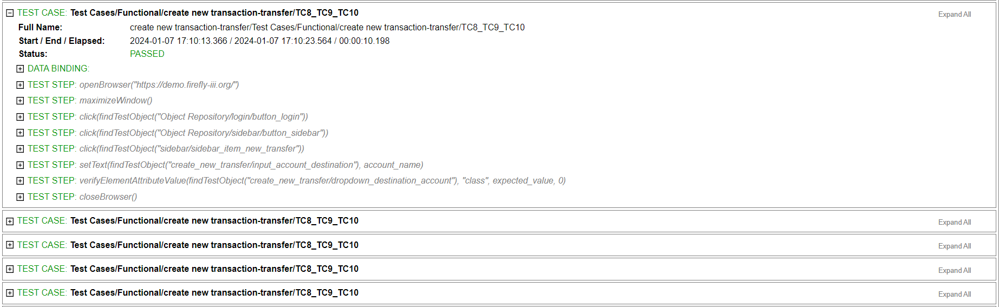 TEST CASE: Test Cases/Functional/create new transaction-transfer/TC8_TC9_TC10 Expand All
Full Name: create new transaction-transfer/Test Cases/Functional/create new transaction-transfer/TC8_TC9_TC10
Start / End / Elapsed: 2024-01-07 17:10:13.366 / 2024-01-07 17:10:23.564 / 00:00:10.198
Status: PASSED
DATA BINDING:
TEST STEP: openBrowser("https://demo.firefly-iii.org/")
TEST STEP: maximizeWindow()
TEST STEP: click(findTestObject("Object Repository/login/button_login"))
TEST STEP: click(findTestObject("Object Repository/sidebar/button_sidebar"))
TEST STEP: click(findTestObject("sidebar/sidebar_item_new_transfer"))
TEST STEP: setText(findTestObject("create_new_transfer/input_account_destination"), account_name)
TEST STEP: verifyElementAttributeValue(findTestObject("create_new_transfer/dropdown_destination_account"), "class", expected_value, 0)
TEST STEP: closeBrowser()
TEST CASE: Test Cases/Functional/create new transaction-transfer/TC8_TC9_TC10 Expand All
TEST CASE: Test Cases/Functional/create new transaction-transfer/TC8_TC9_TC10 Expand All
TEST CASE: Test Cases/Functional/create new transaction-transfer/TC8_TC9_TC10 Expand All
TEST CASE: Test Cases/Functional/create new transaction-transfer/TC8_TC9_TC10 Expand All